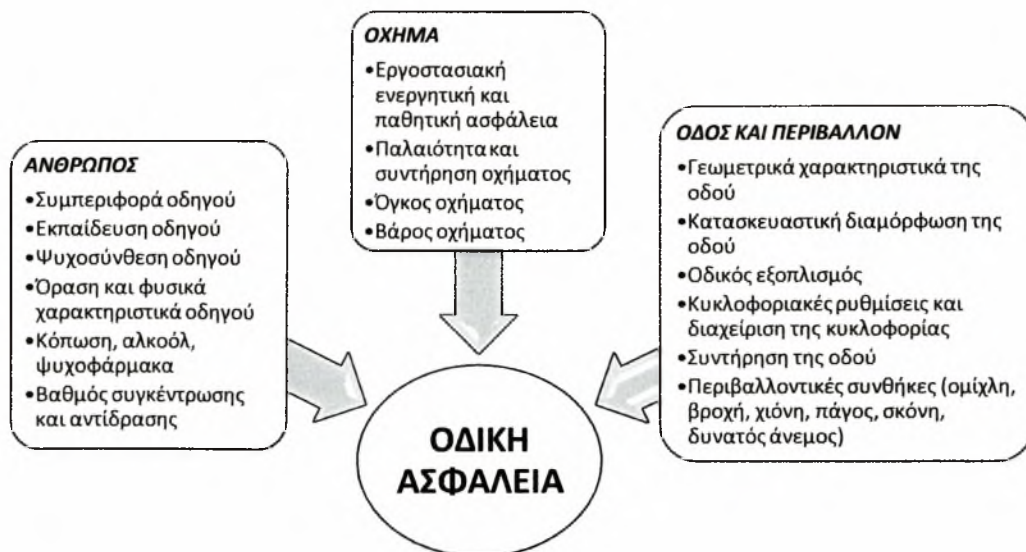 ΑΝΘΡΩΠΟΣ
•Συμπεριφορά οδηγού
•Εκπαίδευση οδηγού
•Ψυχοσύνθεση οδηγού
•Όραση και φυσικά
χαρακτηριστικά οδηγού
•Κόπωση, αλκοόλ,
ψυχοφάρμακα
•Βαθμός συγκέντρωσης
και αντίδρασης
ΟΧΗΜΑ
•Εργοστασιακή
ενεργητική και
παθητική ασφάλεια
•Παλαιότητα και
συντήρηση οχήματος
•Όγκος οχήματος
•Βάρος οχήματος
ΟΔΟΣ ΚΑΙ ΠΕΡΙΒΑΛΛΟΝ
•Γεωμετρικά χαρακτηριστικά της
οδού
•Κατασκευαστική διαμόρφωση της
οδού
•Οδικός εξοπλισμός
•Κυκλοφοριακές ρυθμίσεις και
διαχείριση της κυκλοφορίας
•Συντήρηση της οδού
•Περιβαλλοντικές συνθήκες (ομίχλη,
βροχή, χιόνη, πάγος, σκόνη,
δυνατός άνεμος)
ΟΔΙΚΗ
ΑΣΦΑΛΕΙΑ